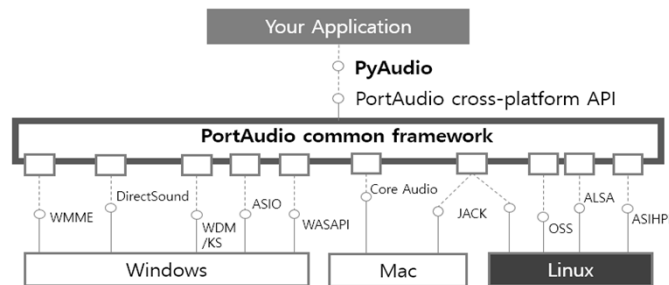 Your Application
PyAudio
PortAudio cross-platform API
PortAudio common framework
WMME
DirectSound
WDM
/KS
ASIO
WASAPI
Core Audio
JACK
OSS
ALSA
ASIHP
Windows
Mac
Linux